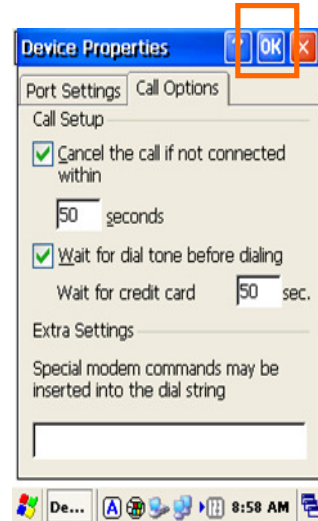 Device Properties ? OK ×
Port Settings Call Options
Call Setup
Cancel the call if not connected
within
50 seconds
Wait for dial tone before dialing
Wait for credit card 50 sec.
Extra Settings
Special modem commands may be
inserted into the dial string
De... A 8:58 AM